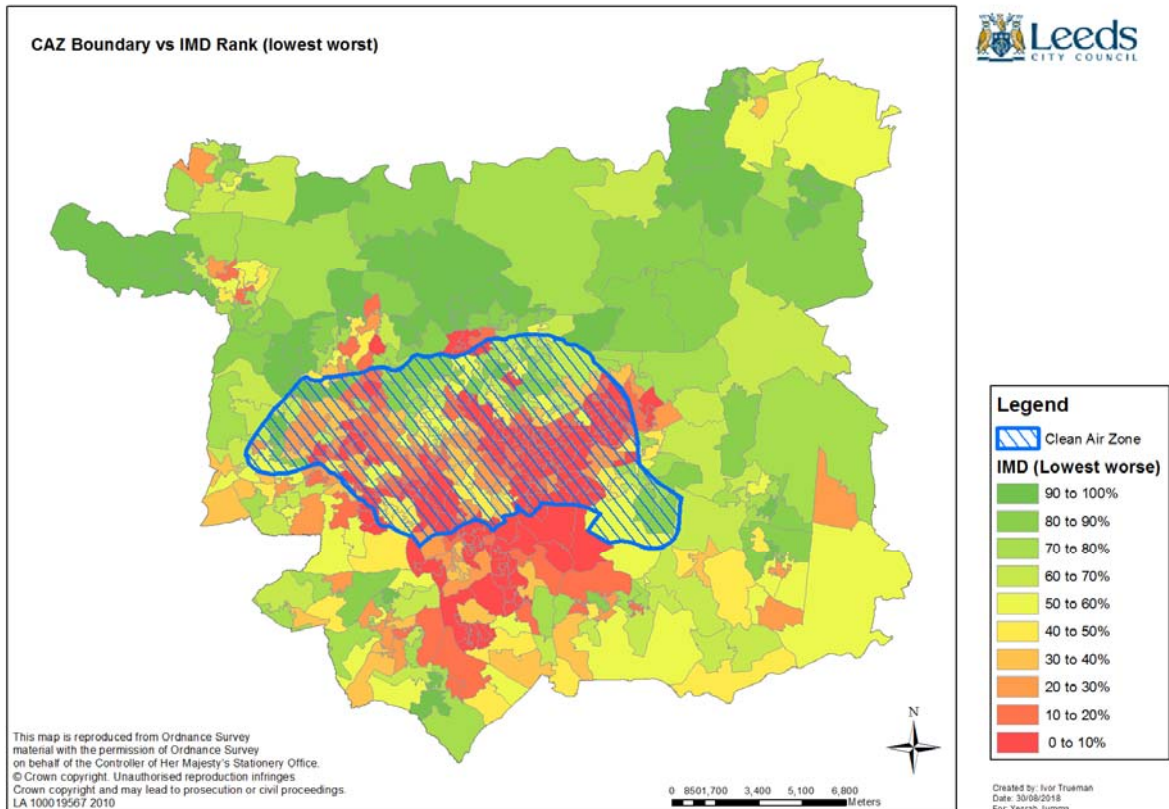 CAZ Boundary vs IMD Rank (lowest worst)
Leeds
CITY COUNCIL
Legend
Clean Air Zone
IMD (Lowest worse)
90 to 100%
80 to 90%
70 to 80%
60 to 70%
50 to 60%
40 to 50%
30 to 40%
20 to 30%
10 to 20%
0 to 10%
This map is reproduced from Ordnance Survey
material with the permission of Ordnance Survey
on behalf of the Controller of Her Majesty's Stationery Office.
© Crown copyright. Unauthorised reproduction infringes
Crown copyright and may lead to prosecution or civil proceedings.
LA 100019567 2010
N
0 8501,700 3,400 5,100 6,800
Meters
Created by: Ivor Trueman
Date: 30/08/2018
For: